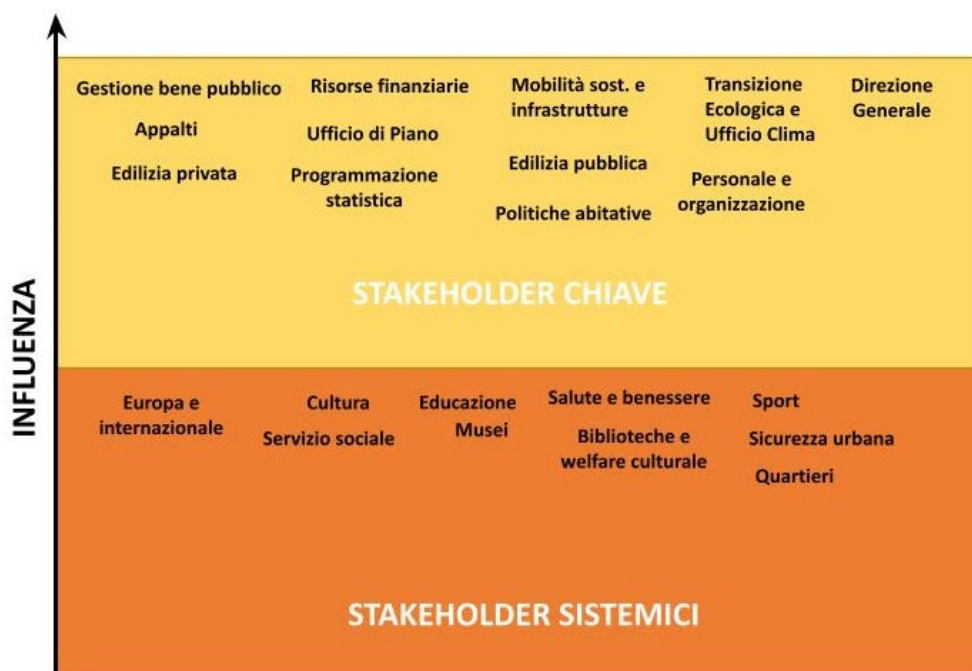 Gestione bene pubblico
Appalti
Edilizia privata
Risorse finanziarie
Ufficio di Piano
Programmazione
statistica
Mobilità sost. e
infrastrutture
Edilizia pubblica
Politiche abitative
Transizione
Ecologica e
Ufficio Clima
Personale e
organizzazione
Direzione
Generale
STAKEHOLDER CHIAVE
INFLUENZA
Europa e
internazionale
Cultura
Servizio sociale
Educazione
Musei
Salute e benessere
Biblioteche e
welfare culturale
Sport
Sicurezza urbana
Quartieri
STAKEHOLDER SISTEMICI